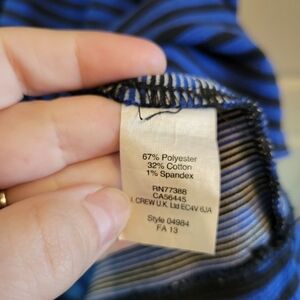 67% Polyester
32% Cotton
1% Spandex
RN77388
CA56445
J. CREW U.K. Ltd EC4V 6JA
Style 04984
FA 13